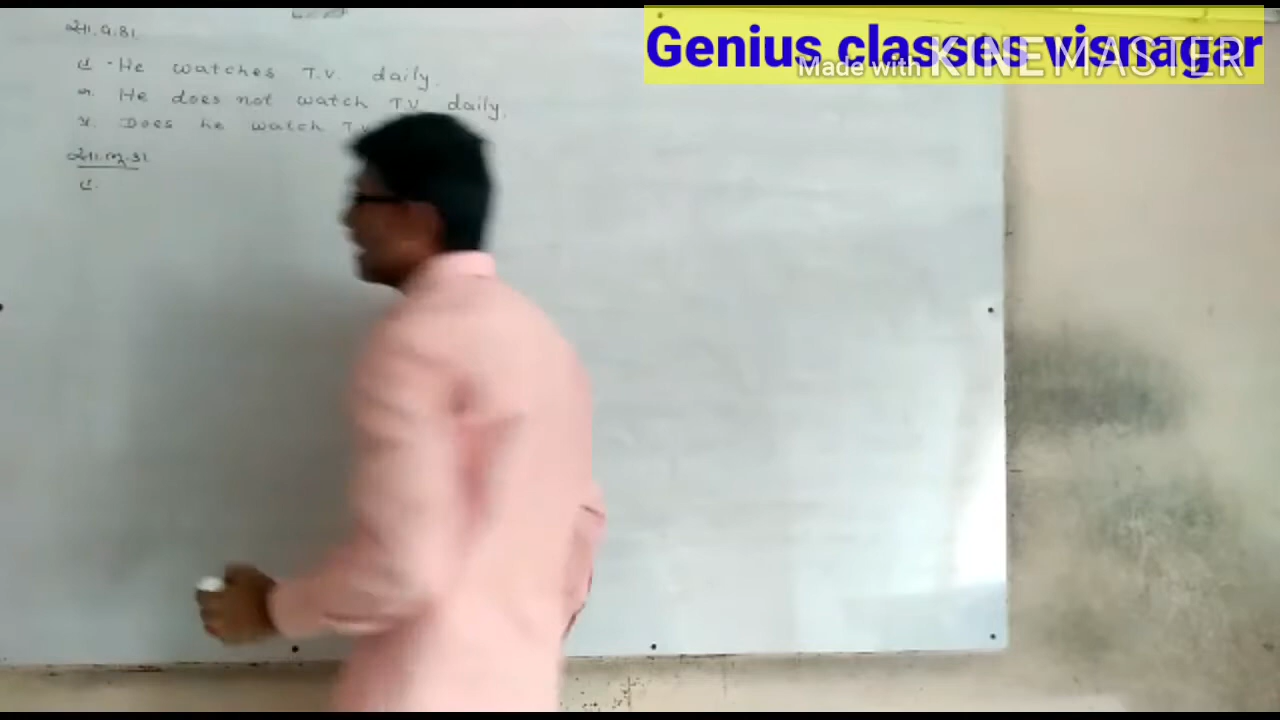 Genius classes visnagar
Made with KINEMASTER
સા.વ.કા.
હ. He watches T.V. daily.
ન. He does not watch T.V. daily.
પ્ર. Does he watch T.V.
હ.